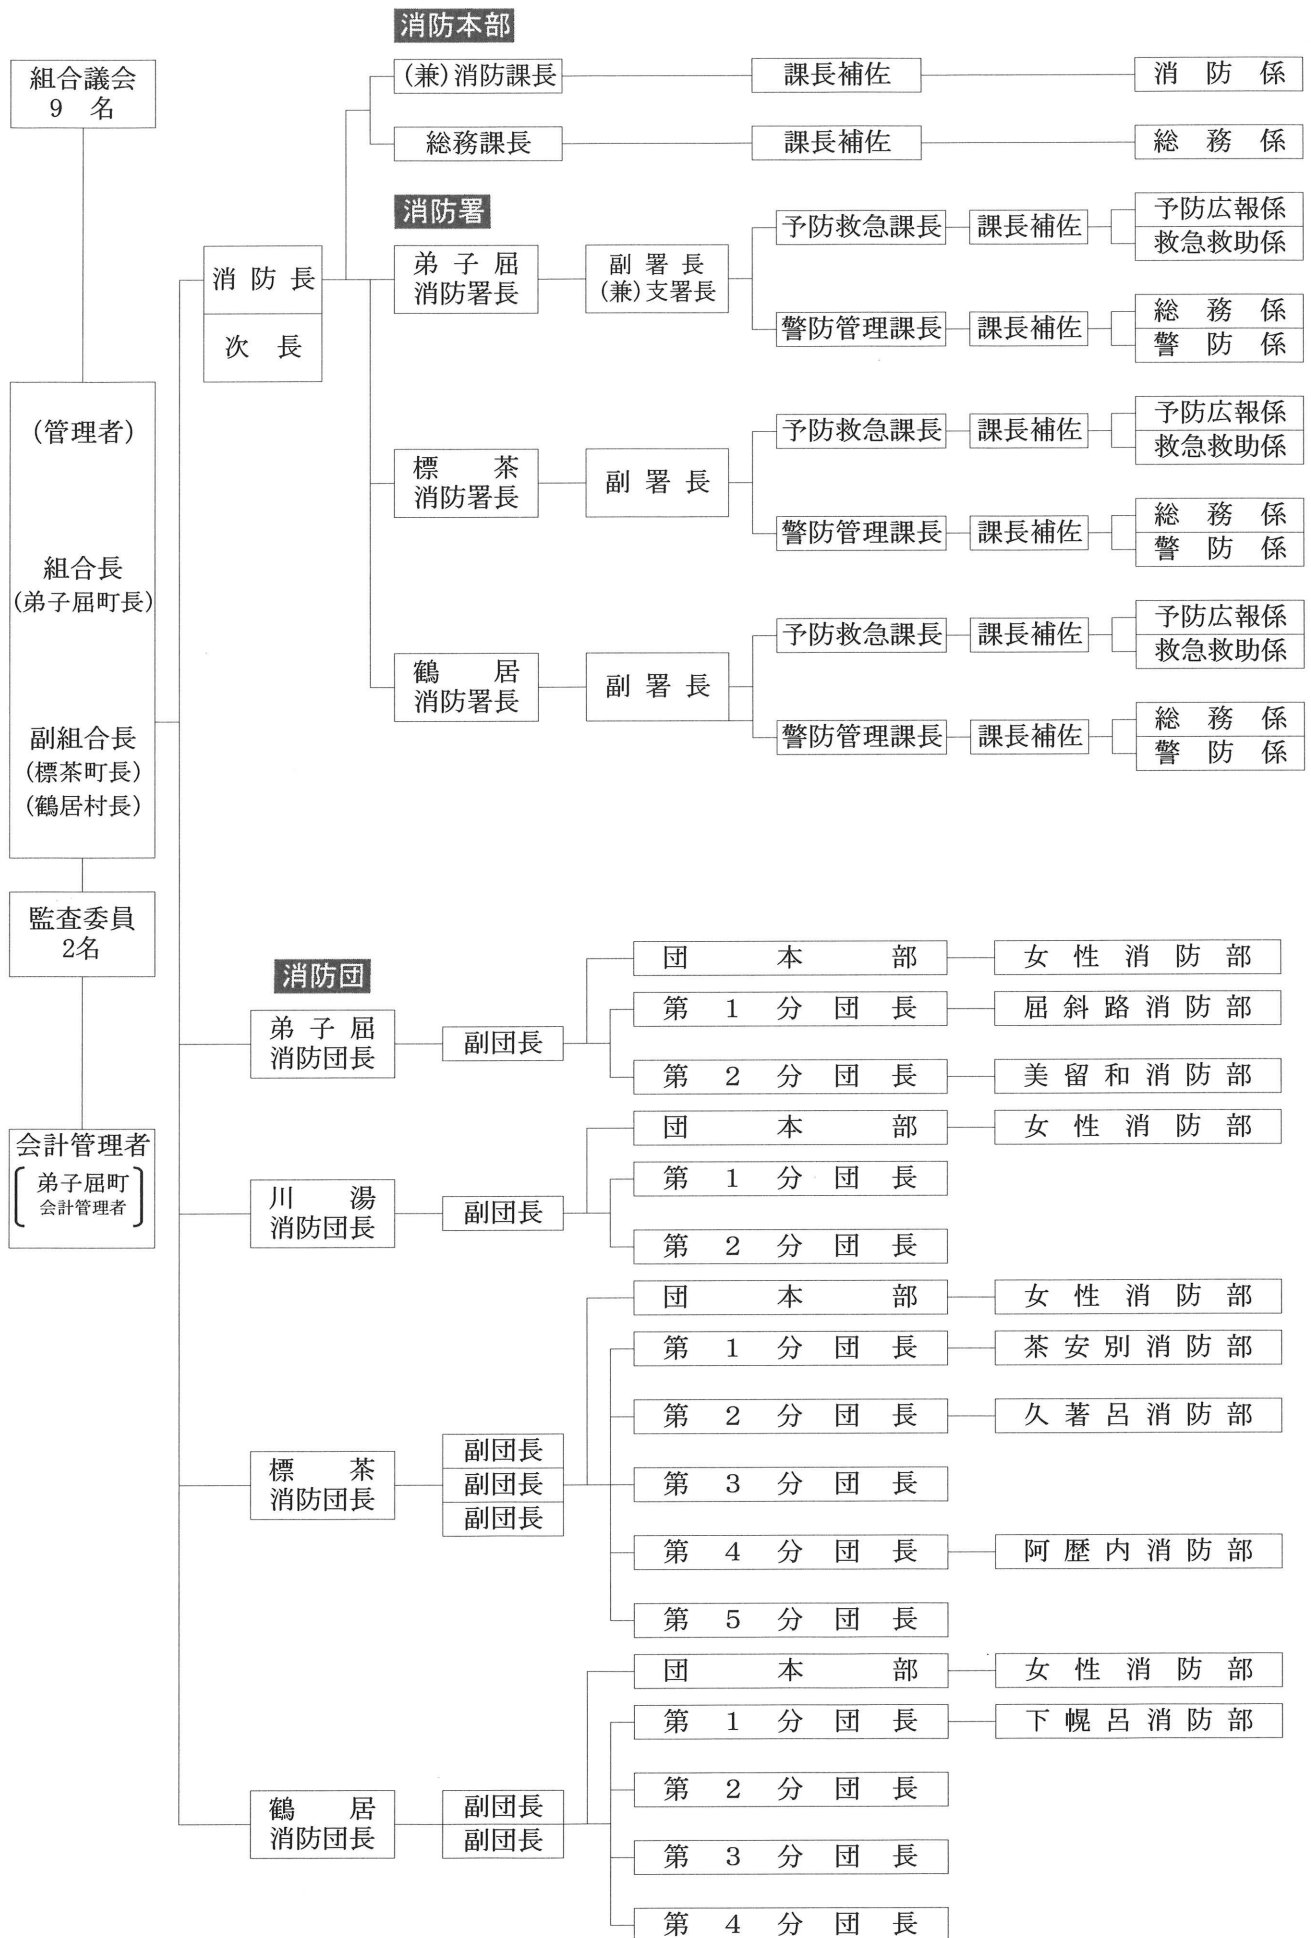 組合議会
9 名
(管理者)
組合長
(弟子屈町長)
副組合長
(標茶町長)
(鶴居村長)
監査委員
2名
会計管理者
弟子屈町
会計管理者
消防長
次長
消防本部
(兼)消防課長
課長補佐
消防係
総務課長
課長補佐
総務係
消防署
弟子屈
消防署長
副署長
(兼)支署長
予防救急課長
課長補佐
予防広報係
救急救助係
警防管理課長
課長補佐
総務係
警防係
標茶
消防署長
副署長
予防救急課長
課長補佐
予防広報係
救急救助係
警防管理課長
課長補佐
総務係
警防係
鶴居
消防署長
副署長
予防救急課長
課長補佐
予防広報係
救急救助係
警防管理課長
課長補佐
総務係
警防係
消防団
弟子屈
消防団長
副団長
団本部
女性消防部
第1分団長
屈斜路消防部
第2分団長
美留和消防部
川湯
消防団長
副団長
団本部
女性消防部
第1分団長
第2分団長
標茶
消防団長
副団長
副団長
副団長
団本部
女性消防部
第1分団長
茶安別消防部
第2分団長
久著呂消防部
第3分団長
第4分団長
阿歴内消防部
第5分団長
鶴居
消防団長
副団長
副団長
団本部
女性消防部
第1分団長
下幌呂消防部
第2分団長
第3分団長
第4分団長